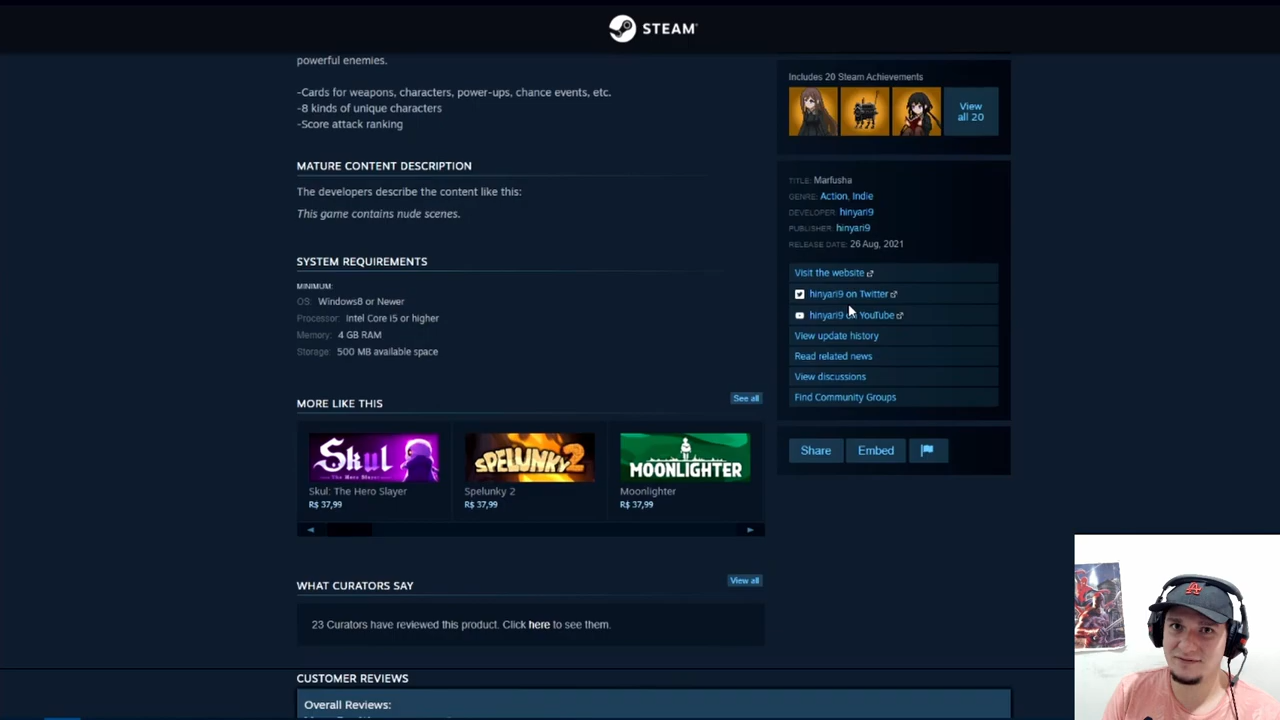 STEAM
powerful enemies.
-Cards for weapons, characters, power-ups, chance events, etc.
-8 kinds of unique characters
-Score attack ranking
MATURE CONTENT DESCRIPTION
The developers describe the content like this:
This game contains nude scenes.
SYSTEM REQUIREMENTS
MINIMUM:
OS: Windows8 or Newer
Processor: Intel Core i5 or higher
Memory: 4 GB RAM
Storage: 500 MB available space
MORE LIKE THIS
See all
Skul
The Hero Slayer
SPELUNKY 2
MOONLIGHTER
Skul: The Hero Slayer
Spelunky 2
Moonlighter
R$ 37,99
R$ 37,99
R$ 37,99
WHAT CURATORS SAY
View all
23 Curators have reviewed this product. Click here to see them.
CUSTOMER REVIEWS
Overall Reviews:
Includes 20 Steam Achievements
View
all 20
TITLE: Marfusha
GENRE: Action, Indie
DEVELOPER: hinyari9
PUBLISHER: hinyari9
RELEASE DATE: 26 Aug, 2021
Visit the website
hinyari9 on Twitter
hinyari9 on YouTube
View update history
Read related news
View discussions
Find Community Groups
Share
Embed
A